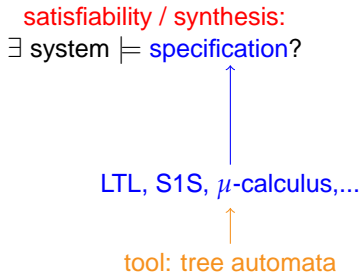 satisfiability / synthesis:
∃ system ⊨ specification?
LTL, S1S, μ-calculus,...
tool: tree automata